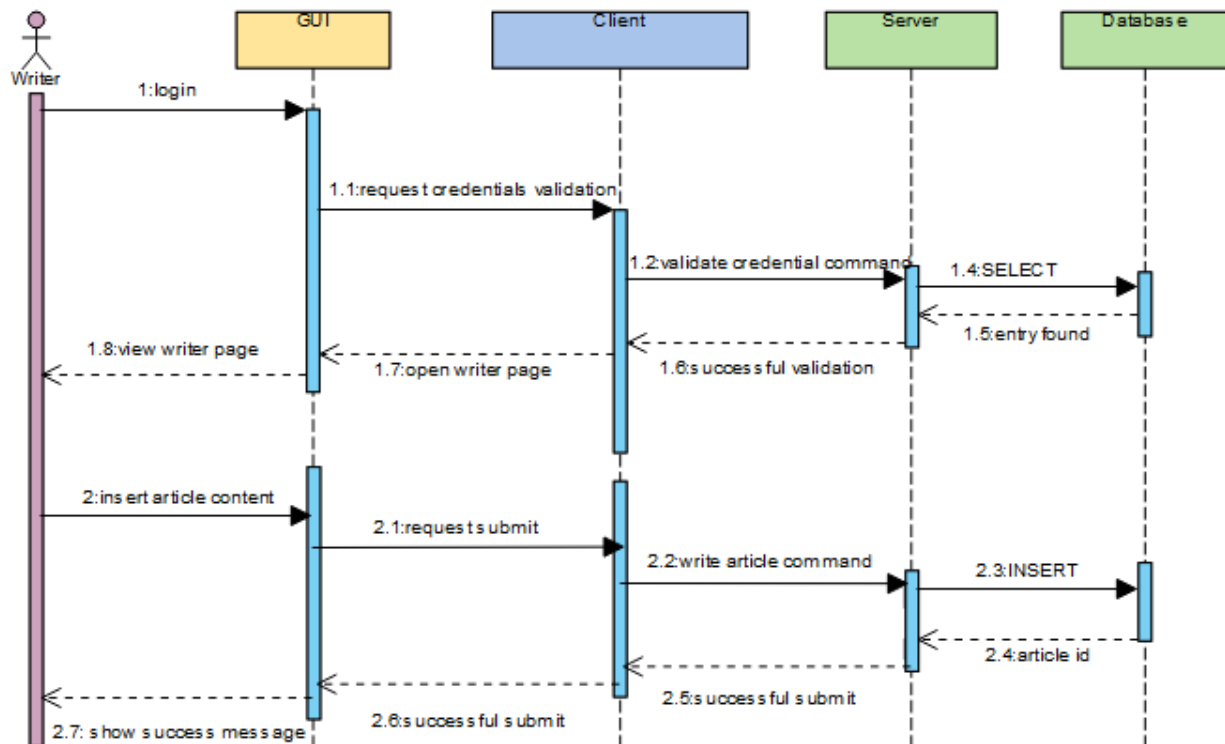 GUI
Client
Server
Database
Writer
1:login
1.1:request credentials validation
1.2:validate credential command
1.4:SELECT
1.5:entry found
1.6:successful validation
1.7:open writer page
1.8:view writer page
2:insert article content
2.1:request submit
2.2:write article command
2.3:INSERT
2.4:article id
2.5:successful submit
2.6:successful submit
2.7: show success message